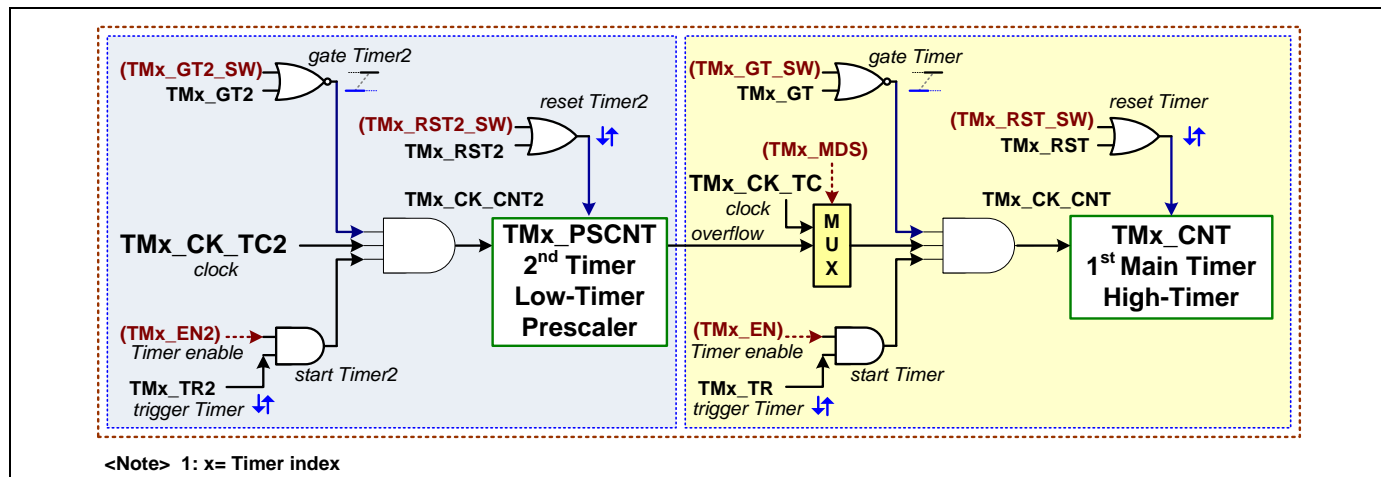 gate Timer2
(TMx_GT2_SW)
TMx_GT2
reset Timer2
(TMx_RST2_SW)
TMx_RST2
TMx_CK_CNT2
TMx_CK_TC2
clock
TMx_PSCNT
2nd Timer
Low-Timer
Prescaler
(TMx_EN2)
Timer enable
start Timer2
TMx_TR2
trigger Timer
gate Timer
(TMx_GT_SW)
TMx_GT
reset Timer
(TMx_RST_SW)
TMx_RST
(TMx_MDS)
TMx_CK_TC
clock
overflow
M
U
X
TMx_CK_CNT
TMx_CNT
1st Main Timer
High-Timer
(TMx_EN)
Timer enable
start Timer
TMx_TR
trigger Timer
<Note> 1: x= Timer index